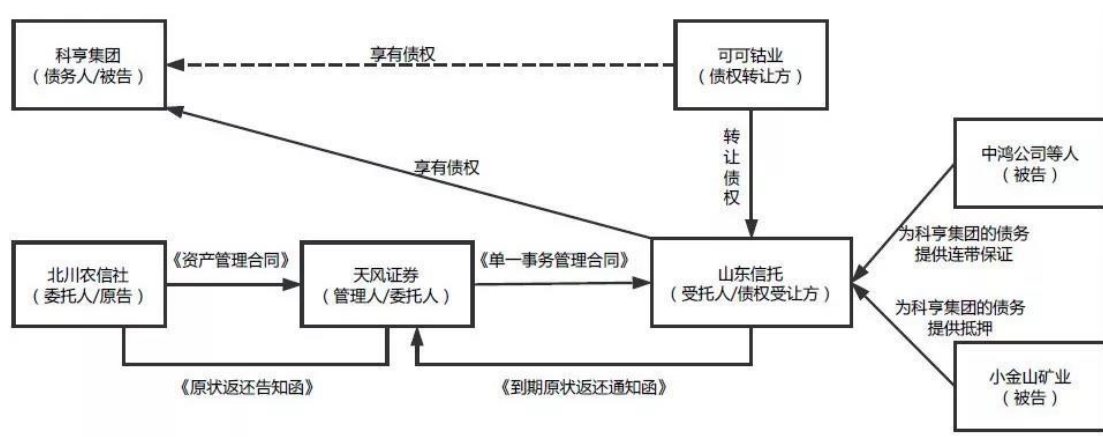 科亨集团
（债务人/被告）
享有债权
可可钴业
（债权转让方）
转让债权
享有债权
中鸿公司等人
（被告）
为科亨集团的债务
提供连带保证
北川农信社
（委托人/原告）
《资产管理合同》
天风证券
（管理人/委托人）
《单一事务管理合同》
山东信托
（受托人/债权受让方）
为科亨集团的债务
提供抵押
小金山矿业
（被告）
《原状返还告知函》
《到期原状返还通知函》